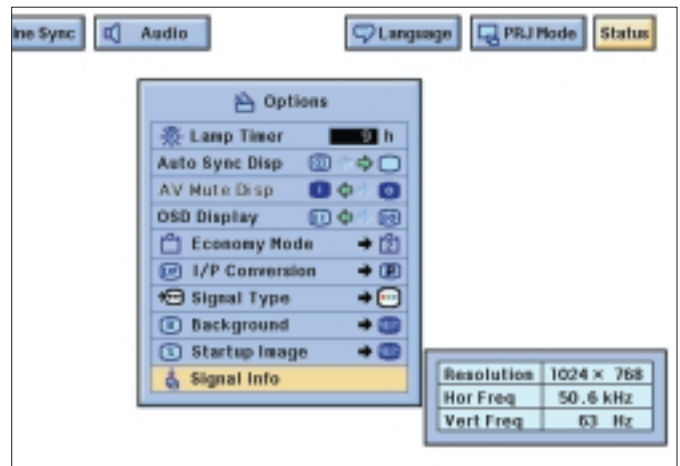 ine Sync Audio Language PRJ Mode Status
Options
Lamp Timer 9 h
Auto Sync Disp
AV Mute Disp
OSD Display
Economy Mode
I/P Conversion
Signal Type
Background
Startup Image
Signal Info
Resolution 1024 × 768
Hor Freq 50.6 kHz
Vert Freq 63 Hz